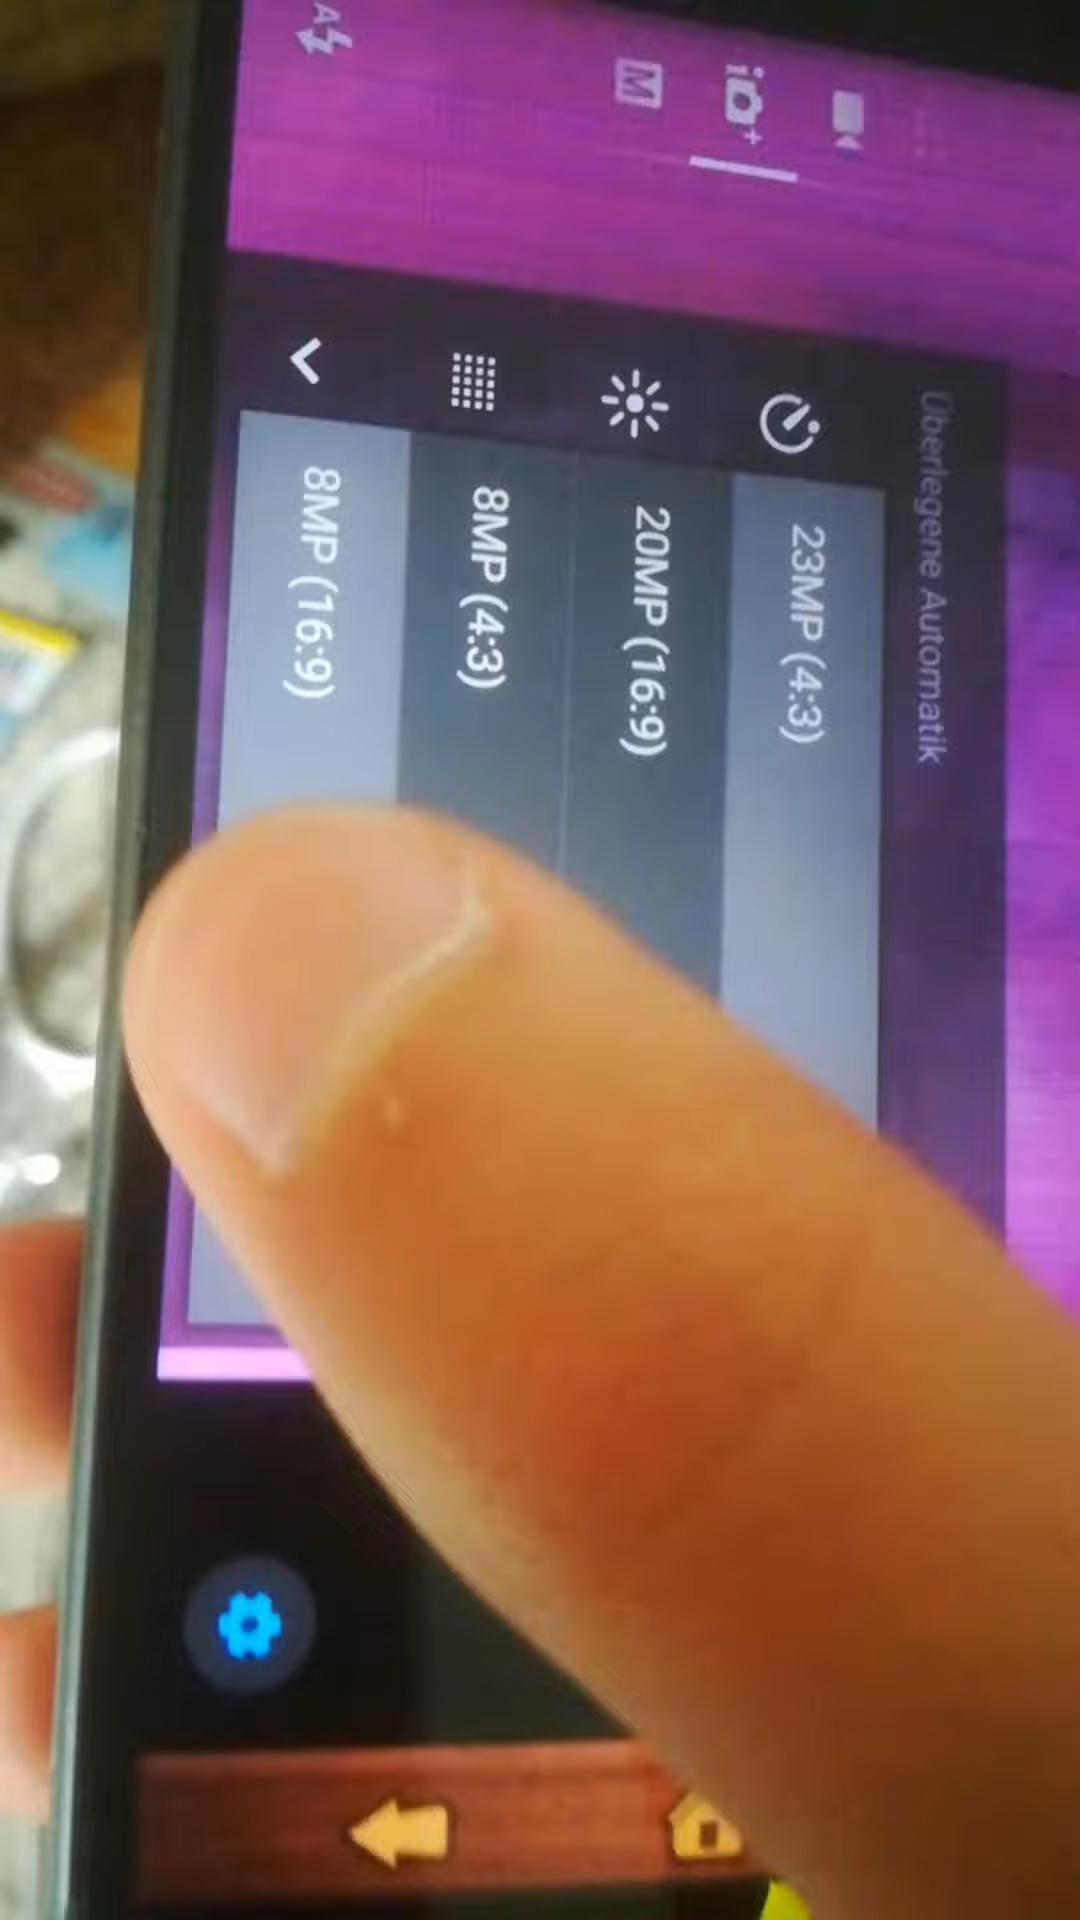 Überlegene Automatik
23MP (4:3)
20MP (16:9)
8MP (4:3)
8MP (16:9)
M
A